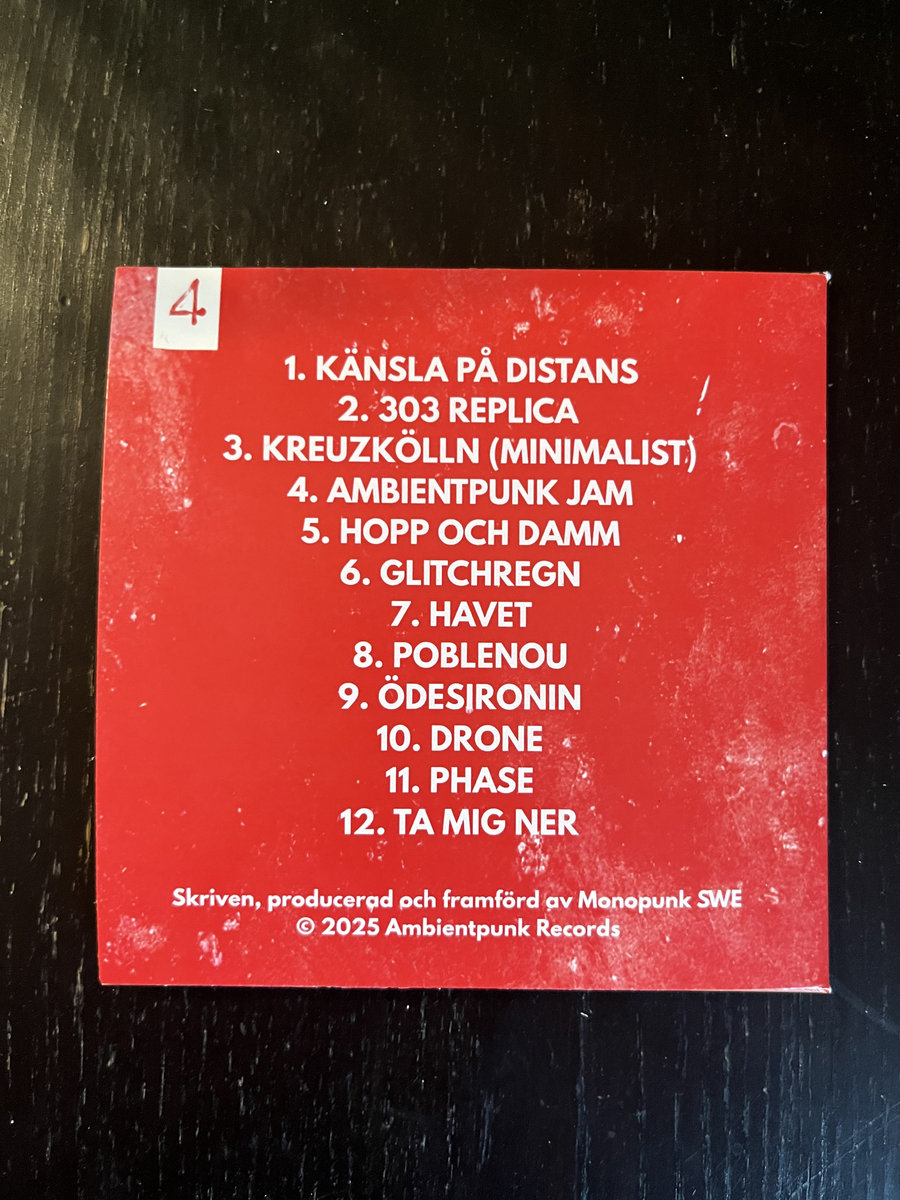 4
1. KÄNSLA PÅ DISTANS
2. 303 REPLICA
3. KREUZKÖLLN (MINIMALIST)
4. AMBIENTPUNK JAM
5. HOPP OCH DAMM
6. GLITCHREGN
7. HAVET
8. POBLENOU
9. ÖDESIRONIN
10. DRONE
11. PHASE
12. TA MIG NER
Skriven, producerad och framförd av Monopunk SWE
© 2025 Ambientpunk Records